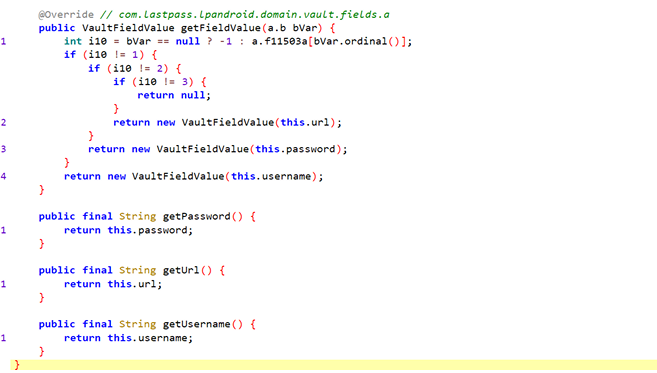 @Override // com.lastpass.lpandroid.domain.vault.fields.a
public VaultFieldValue getFieldValue(a.b bVar) {
1 int i10 = bVar == null ? -1 : a.f11503a[bVar.ordinal()];
if (i10 != 1) {
if (i10 != 2) {
if (i10 != 3) {
return null;
}
2 return new VaultFieldValue(this.url);
}
3 return new VaultFieldValue(this.password);
}
4 return new VaultFieldValue(this.username);
}
public final String getPassword() {
1 return this.password;
}
public final String getUrl() {
1 return this.url;
}
public final String getUsername() {
1 return this.username;
}
}